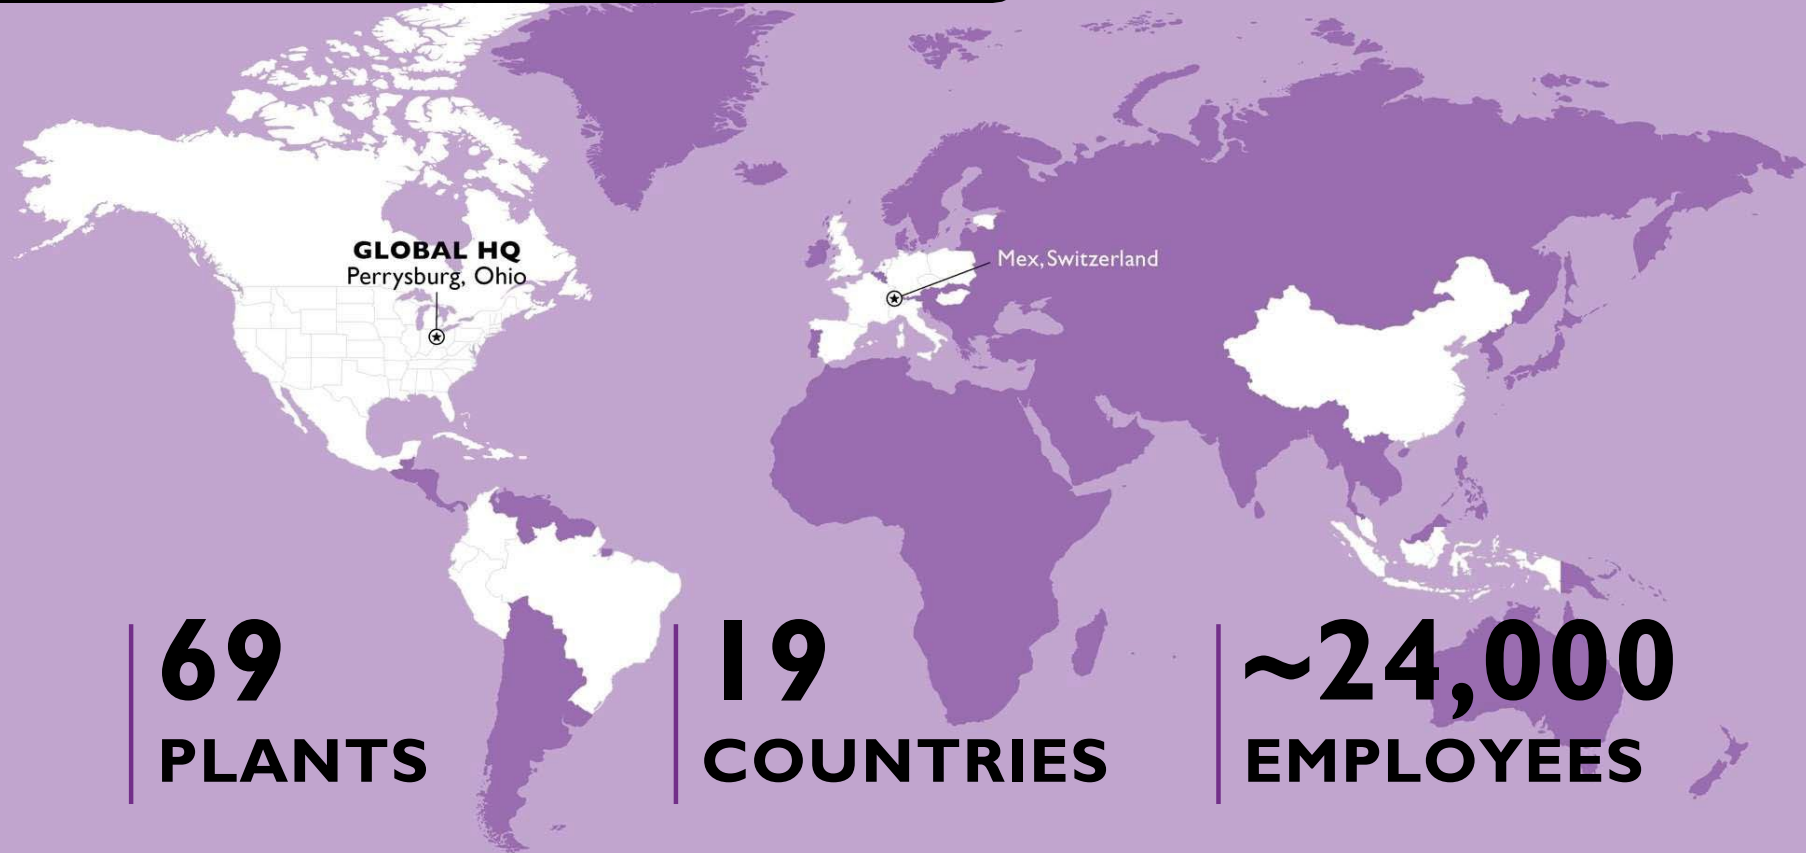 GLOBAL HQ
Perrysburg, Ohio
Mex, Switzerland
69
PLANTS
19
COUNTRIES
~24,000
EMPLOYEES